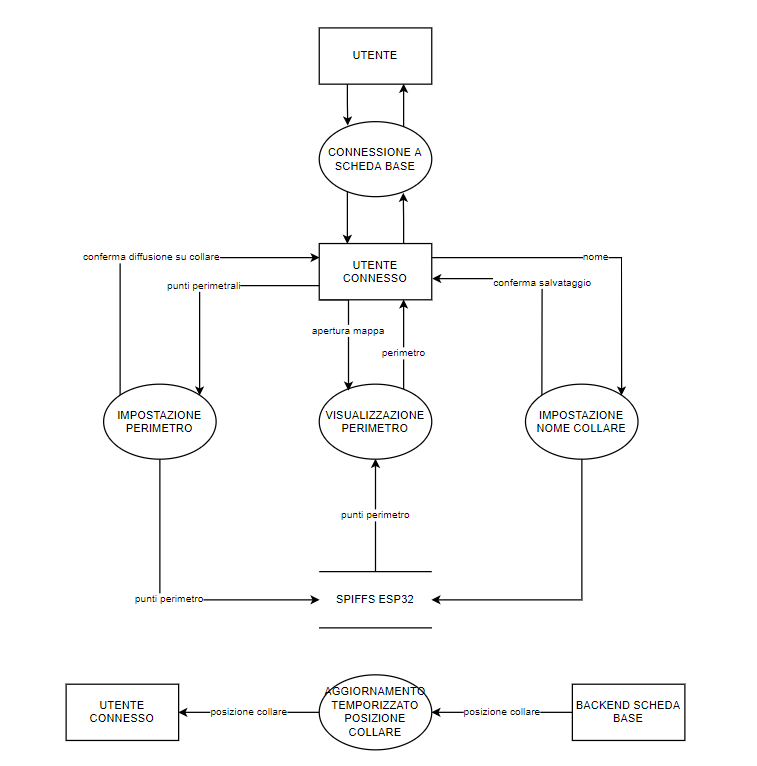 UTENTE
CONNESSIONE A
SCHEDA BASE
conferma diffusione su collare
UTENTE
CONNESSO
nome
punti perimetrali
conferma salvataggio
apertura mappa
perimetro
IMPOSTAZIONE
PERIMETRO
VISUALIZZAZIONE
PERIMETRO
IMPOSTAZIONE
NOME COLLARE
punti perimetro
punti perimetro
SPIFFS ESP32
UTENTE
CONNESSO
posizione collare
AGGIORNAMENTO
TEMPORIZZATO
POSIZIONE
COLLARE
posizione collare
BACKEND SCHEDA
BASE